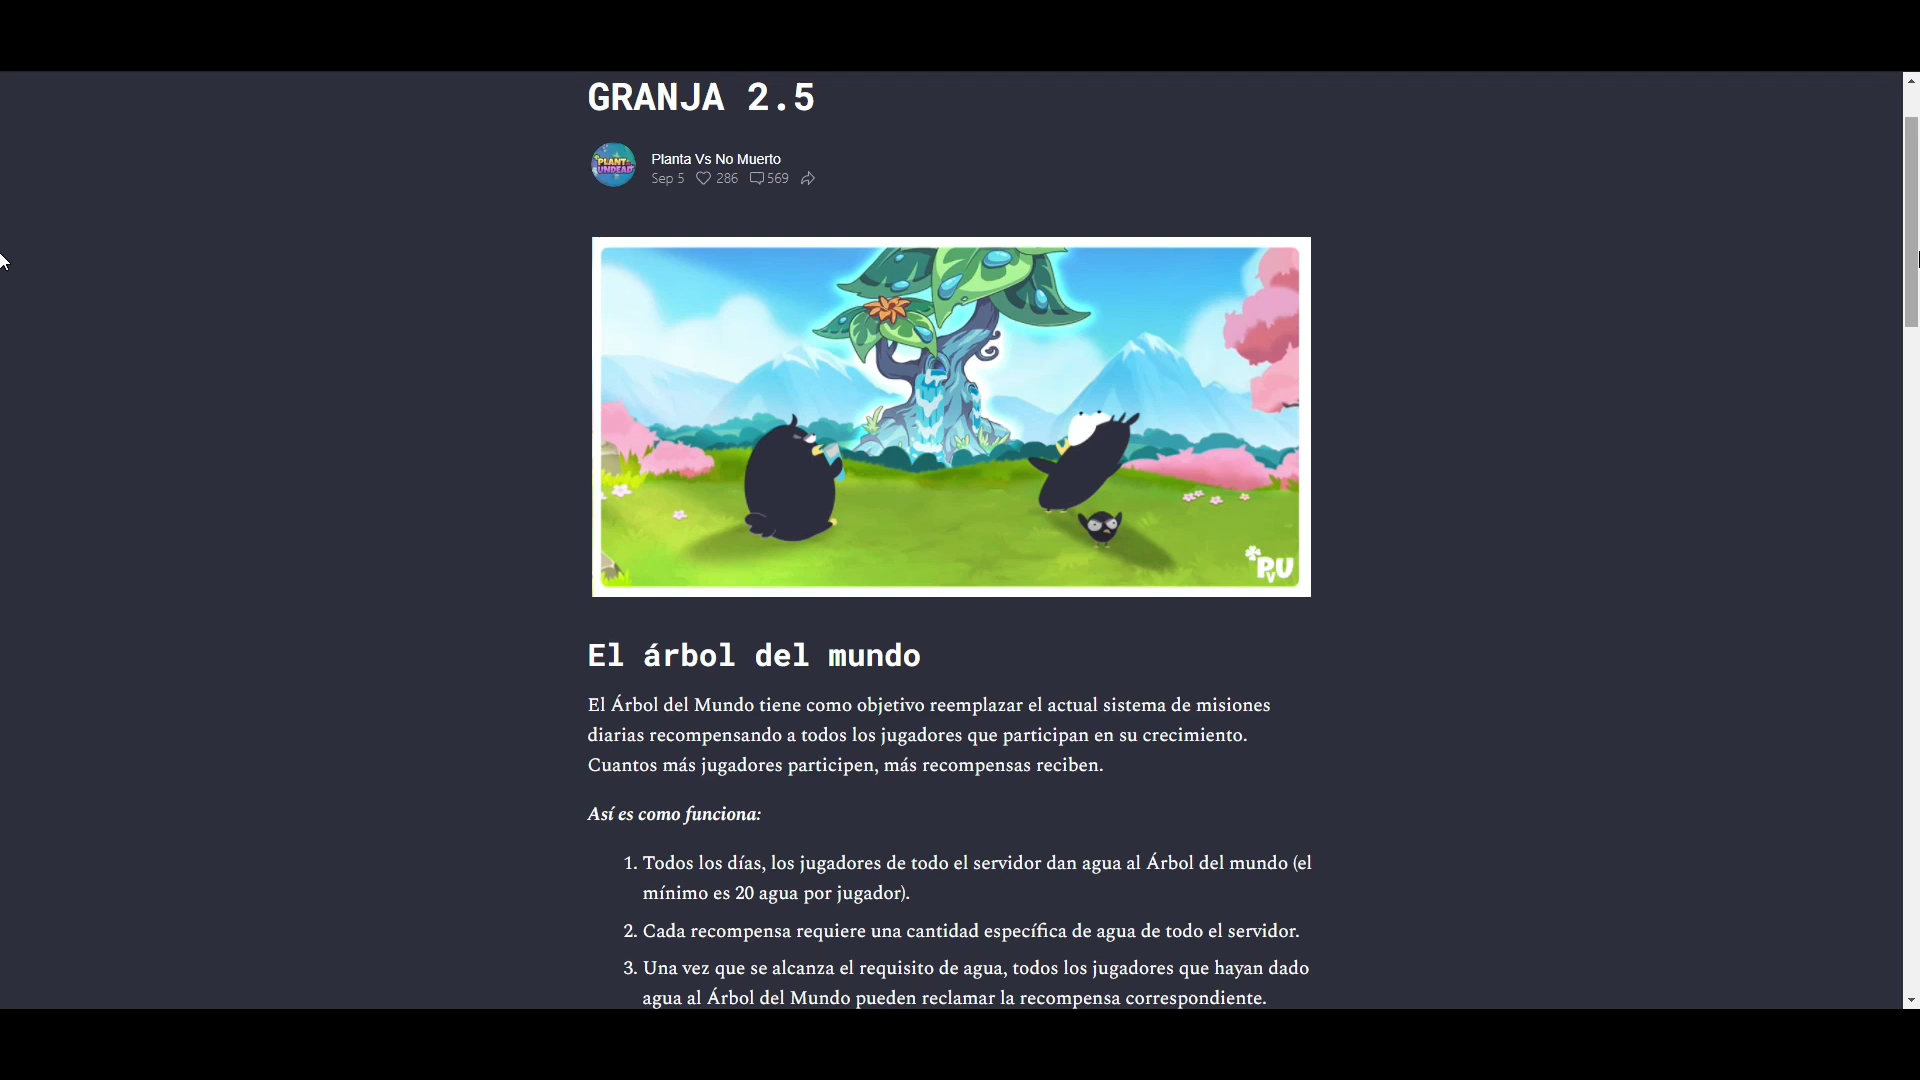 GRANJA 2.5
PLANT
UNDEAD
Planta Vs No Muerto
Sep 5 286 569
PVU
El árbol del mundo
El Árbol del Mundo tiene como objetivo reemplazar el actual sistema de misiones
diarias recompensando a todos los jugadores que participan en su crecimiento.
Cuantos más jugadores participen, más recompensas reciben.
Así es como funciona:
1. Todos los días, los jugadores de todo el servidor dan agua al Árbol del mundo (el
mínimo es 20 agua por jugador).
2. Cada recompensa requiere una cantidad específica de agua de todo el servidor.
3. Una vez que se alcanza el requisito de agua, todos los jugadores que hayan dado
agua al Árbol del Mundo pueden reclamar la recompensa correspondiente.